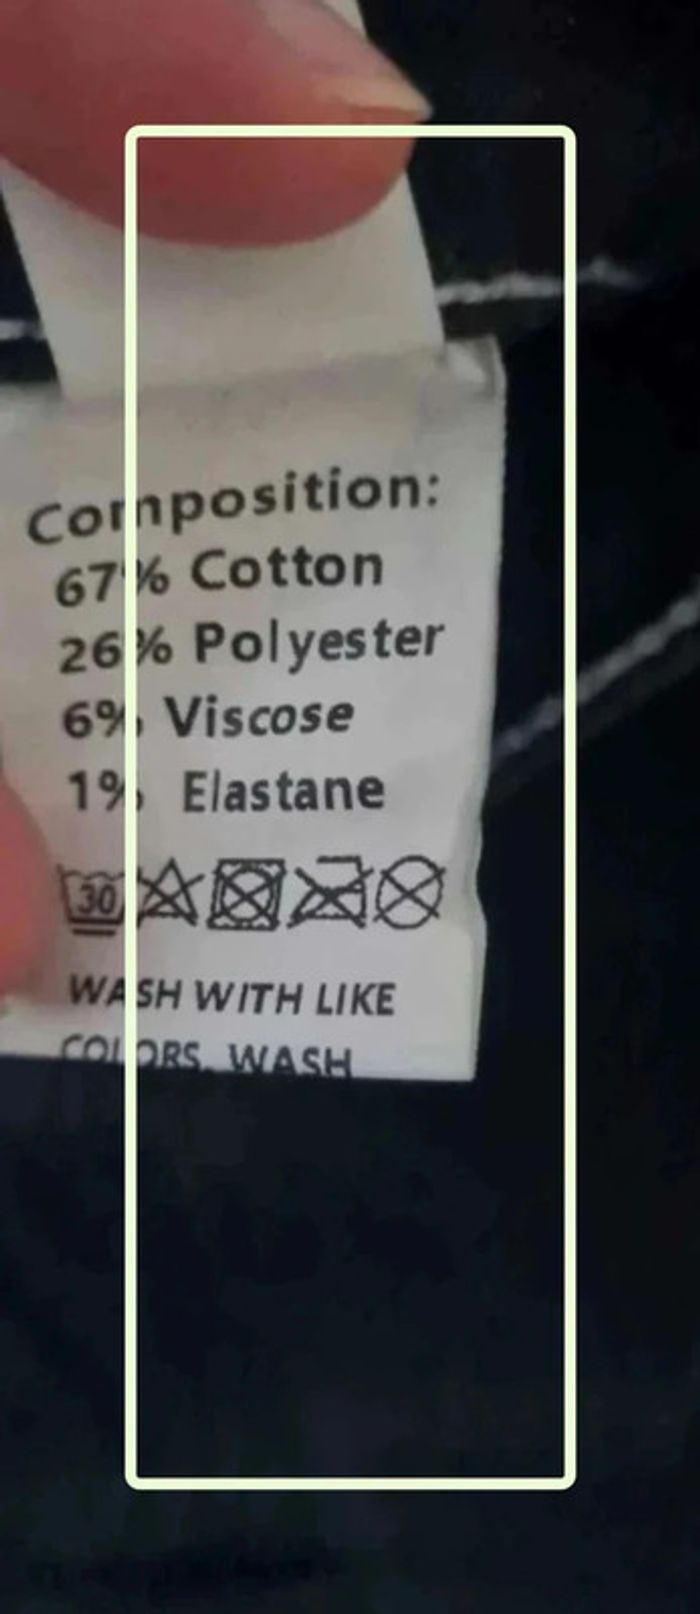 Composition:
67% Cotton
26% Polyester
6% Viscose
1% Elastane
30
WASH WITH LIKE
COLORS. WASH